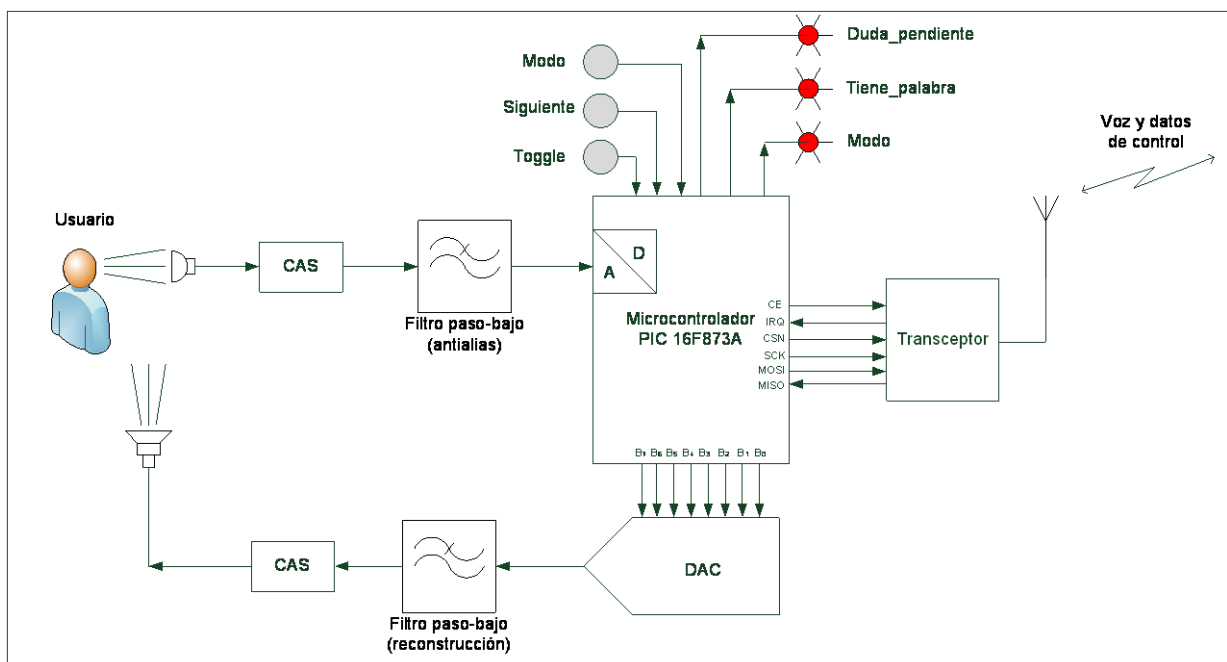 Duda_pendiente
Modo
Tiene_palabra
Siguiente
Modo
Toggle
Voz y datos
de control
Usuario
CAS
D
A
Filtro paso-bajo
(antialias)
Microcontrolador
PIC 16F873A
CE
IRQ
CSN
SCK
MOSI
MISO
Transceptor
B7 B6 B5 B4 B3 B2 B1 B0
DAC
CAS
Filtro paso-bajo
(reconstrucción)